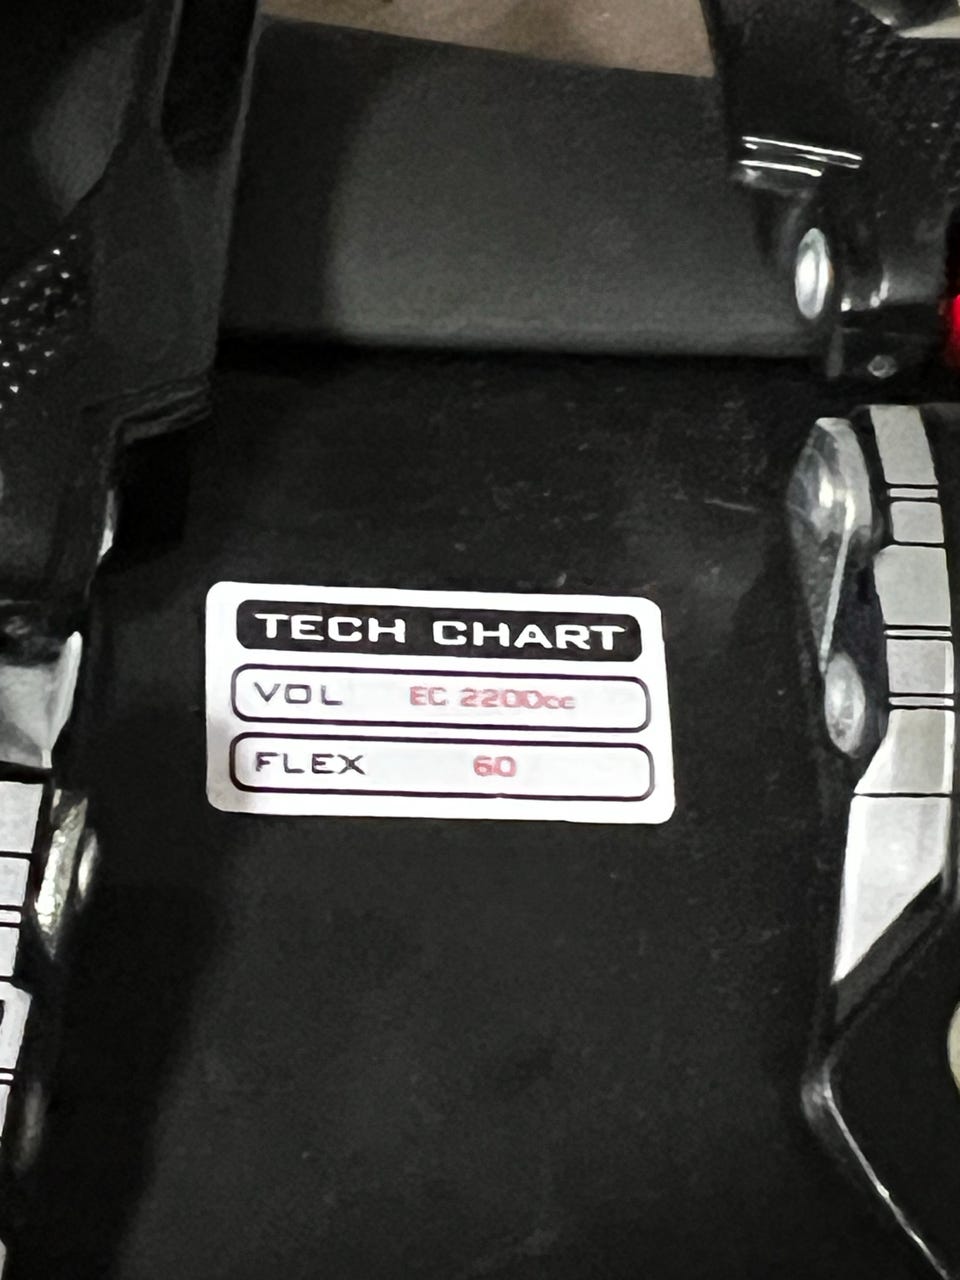 TECH CHART
VOL EC 2200cc
FLEX 60